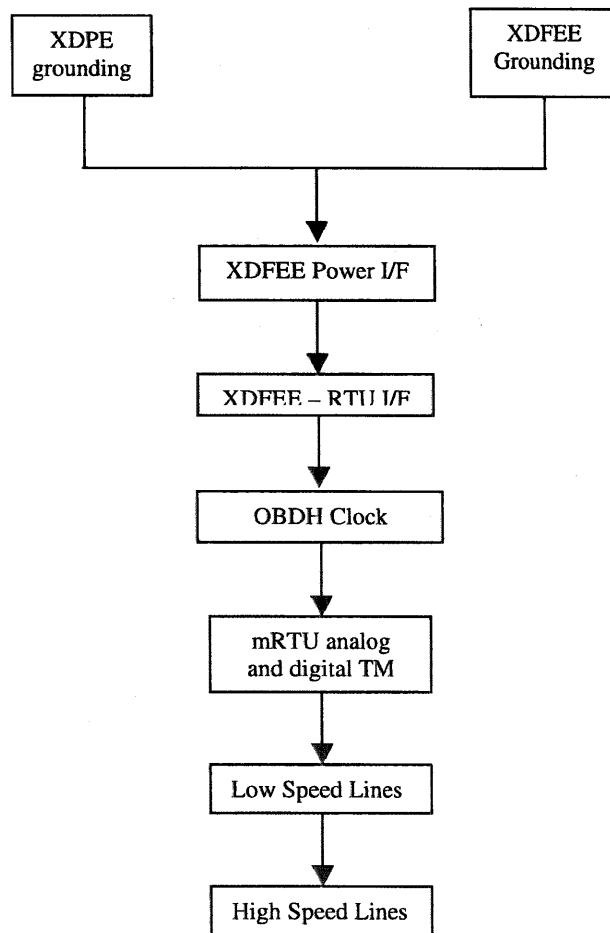 XDPE
grounding
XDFEE
Grounding
XDFEE Power I/F
XDFEE – RTU I/F
OBDH Clock
mRTU analog
and digital TM
Low Speed Lines
High Speed Lines